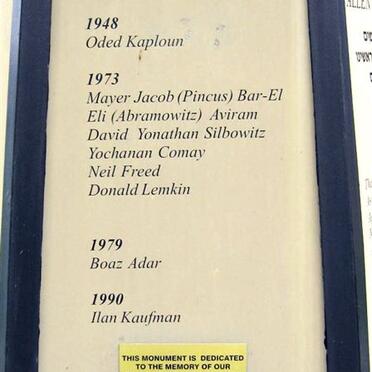 1948
Oded Kaploun
1973
Mayer Jacob (Pincus) Bar-El
Eli (Abramowitz) Aviram
David Yonathan Silbowitz
Yochanan Comay
Neil Freed
Donald Lemkin
1979
Boaz Adar
1990
Ilan Kaufman
THIS MONUMENT IS DEDICATED
TO THE MEMORY OF OUR